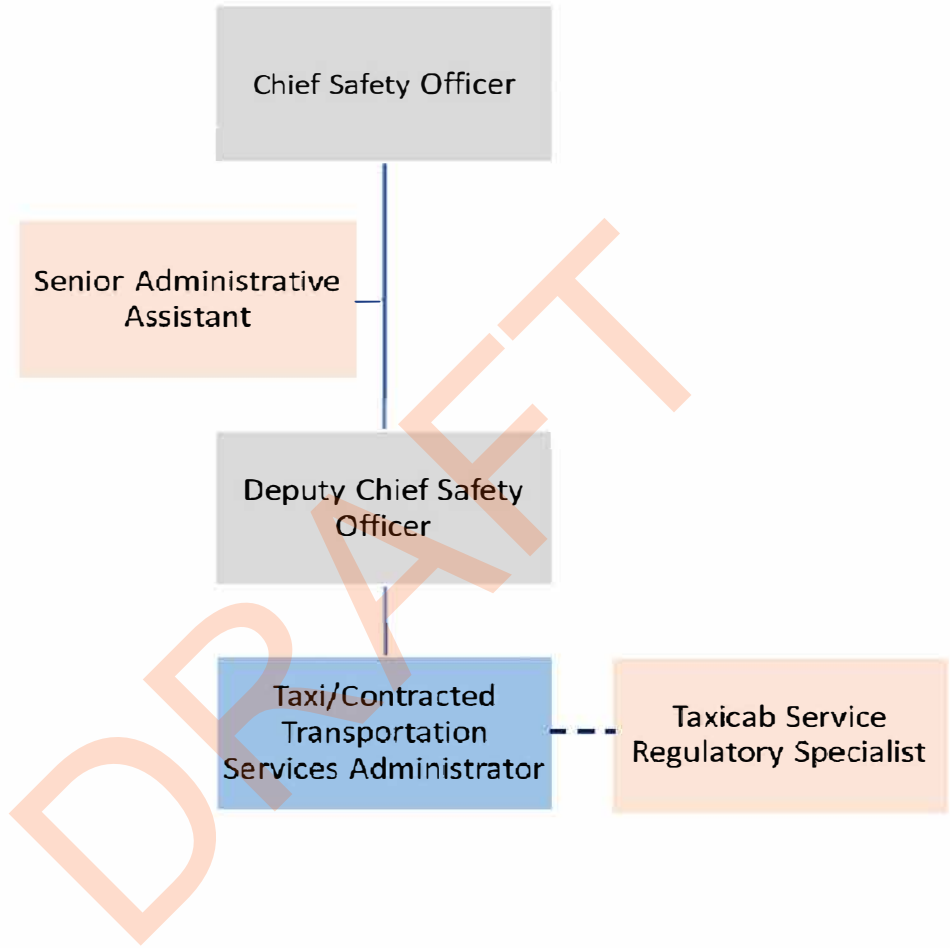 Chief Safety Officer
Senior Administrative
Assistant
Deputy Chief Safety
Officer
Taxi/Contracted
Transportation
Services Administrator
Taxicab Service
Regulatory Specialist
DRAFT